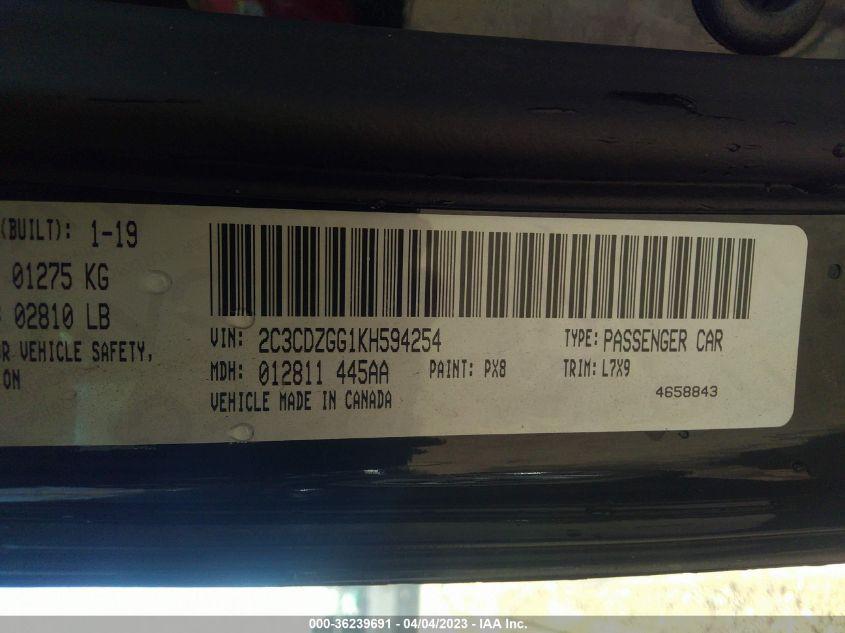 (BUILT): 1-19
01275 KG
02810 LB
VEHICLE SAFETY,
ON
VIN: 2C3CDZGG1KH594254 TYPE: PASSENGER CAR
MDH: 012811 445AA PAINT: PX8 TRIM: L7X9
VEHICLE MADE IN CANADA 4658843
000-36239691 - 04/04/2023 - IAA Inc.